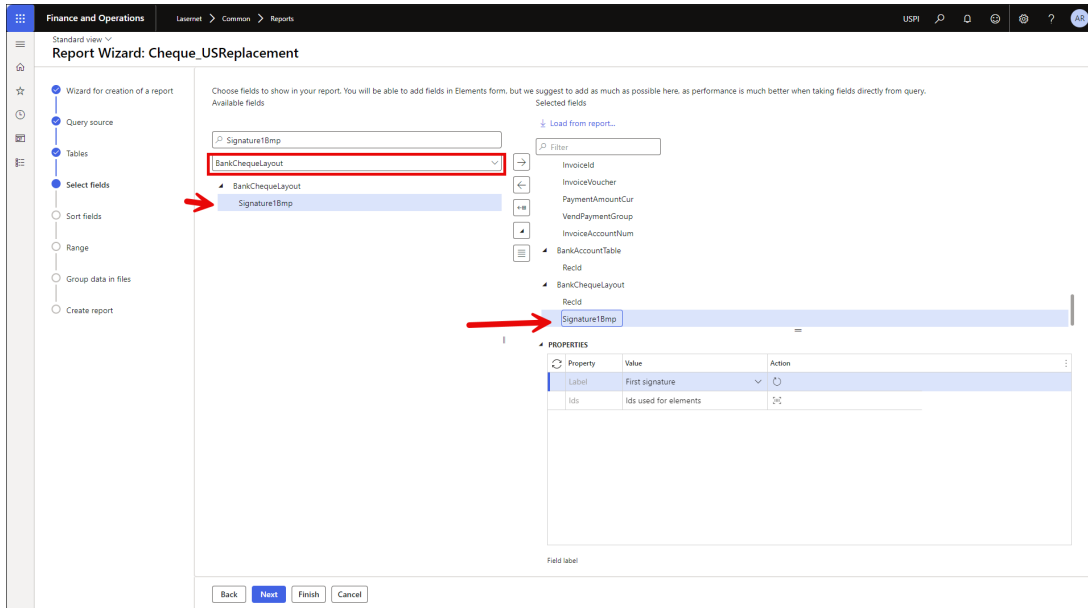 Finance and Operations
Lasernet > Common > Reports
USPI
?
AR
Standard view
Report Wizard: Cheque_USReplacement
Wizard for creation of a report
Query source
Tables
Select fields
Sort fields
Range
Group data in files
Create report
Choose fields to show in your report. You will be able to add fields in Elements form, but we suggest to add as much as possible here, as performance is much better when taking fields directly from query.
Available fields
Signature1Bmp
BankChequeLayout
BankChequeLayout
Signature1Bmp
Selected fields
Load from report...
Filter
InvoiceId
InvoiceVoucher
PaymentAmountCur
VendPaymentGroup
InvoiceAccountNum
BankAccountTable
RecId
BankChequeLayout
RecId
Signature1Bmp
PROPERTIES
Property Value Action
Label First signature
Ids Ids used for elements
Field label
Back Next Finish Cancel